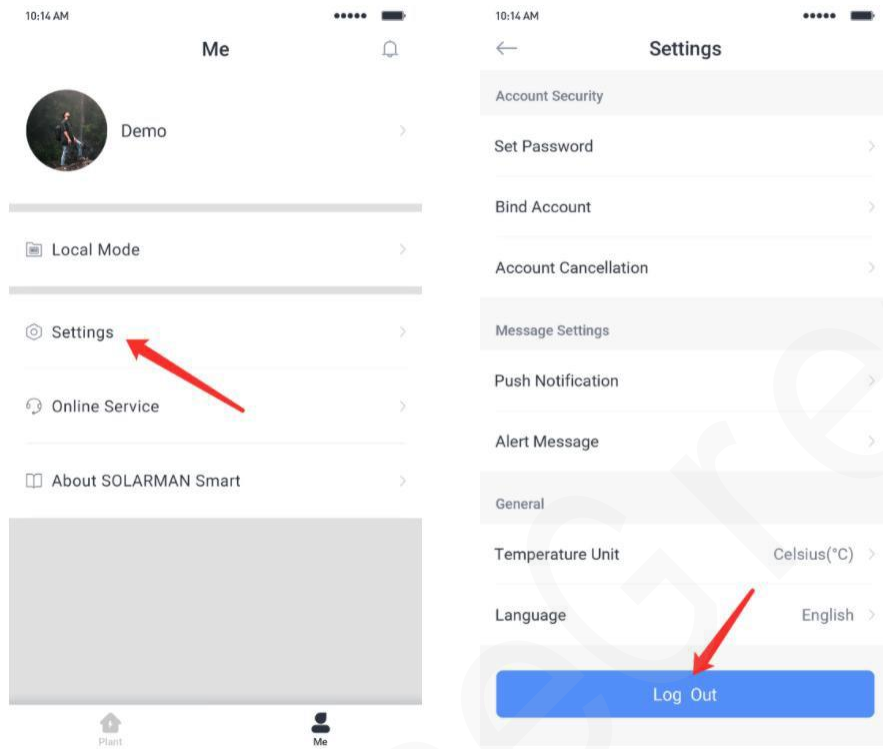 10:14 AM
Me
Demo
Local Mode
Settings
Online Service
About SOLARMAN Smart
Plant
Me
10:14 AM
Settings
Account Security
Set Password
Bind Account
Account Cancellation
Message Settings
Push Notification
Alert Message
General
Temperature Unit Celsius(°C)
Language English
Log Out